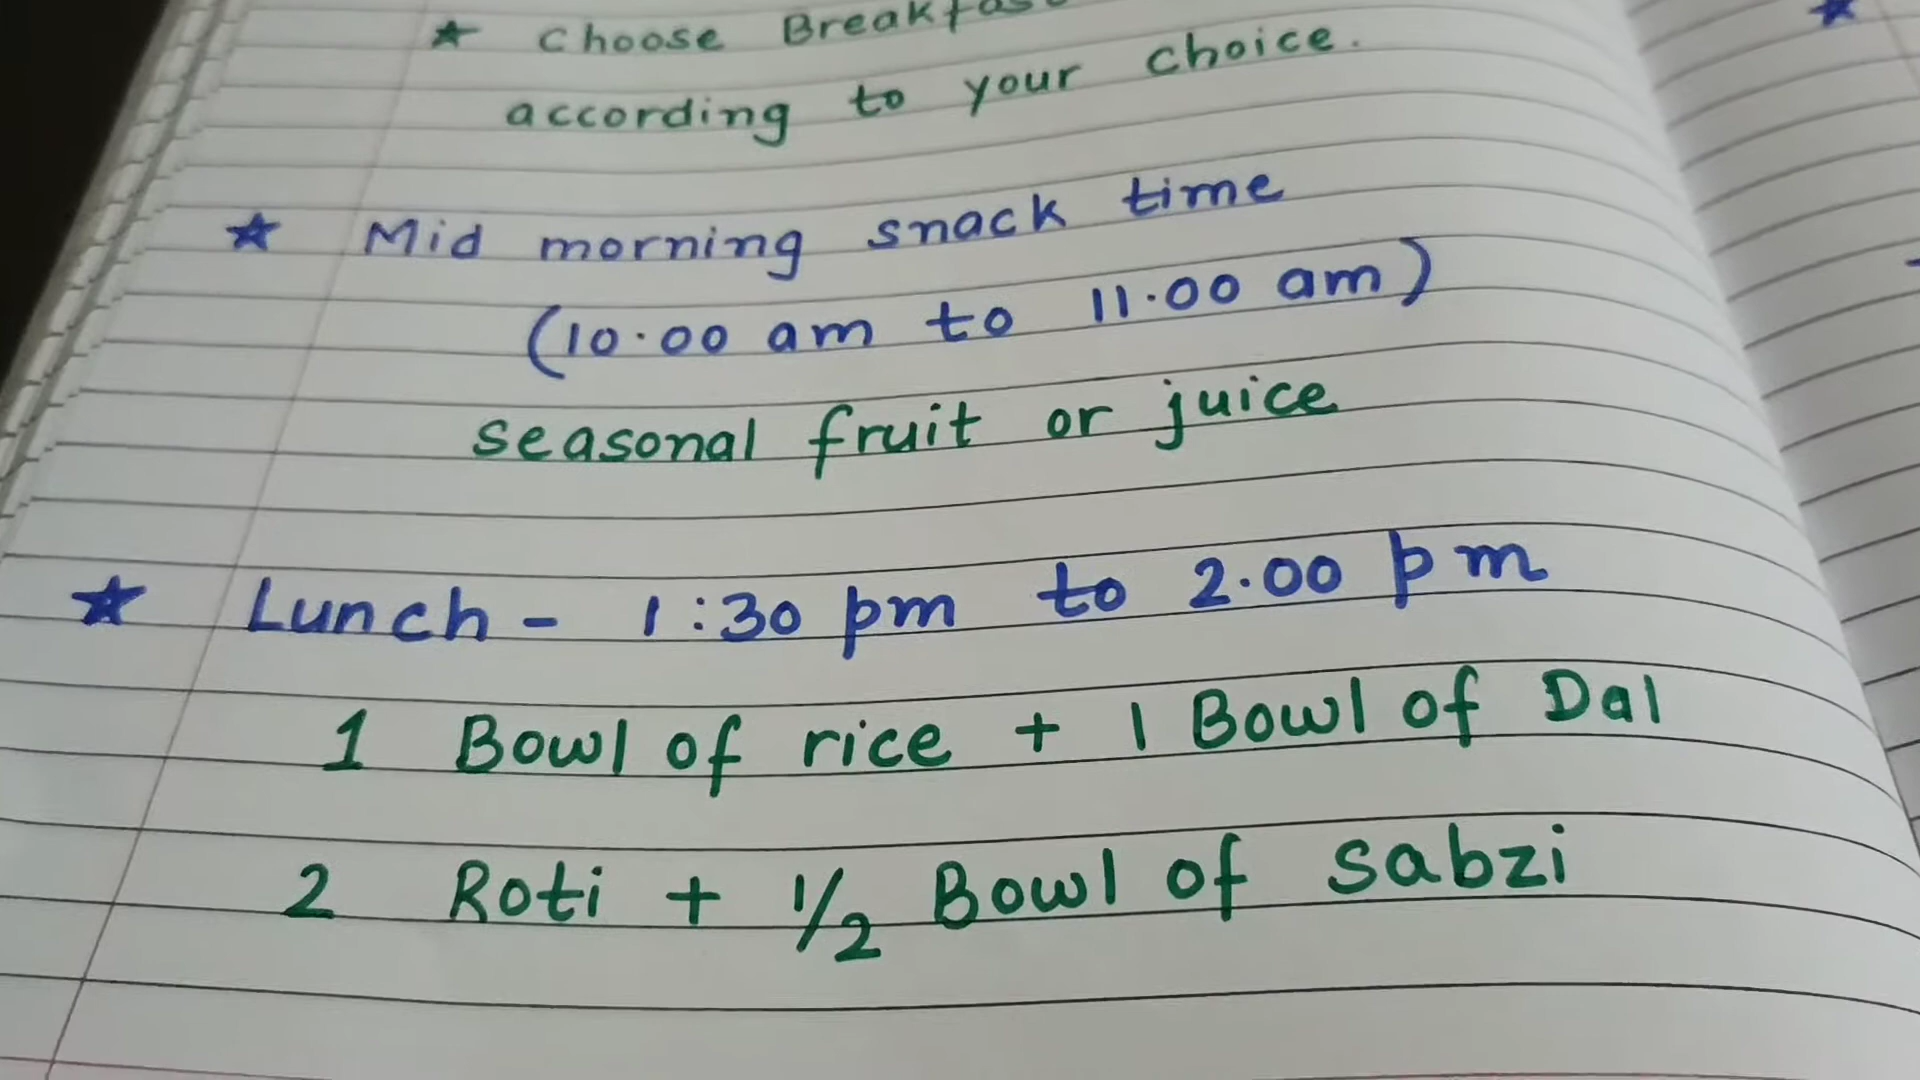 ★ Choose Breakfast
according to your choice.
★ Mid morning snack time
(10.00 am to 11.00 am)
seasonal fruit or juice
★ Lunch - 1:30 pm to 2.00 pm
1 Bowl of rice + 1 Bowl of Dal
2 Roti + 1/2 Bowl of sabzi